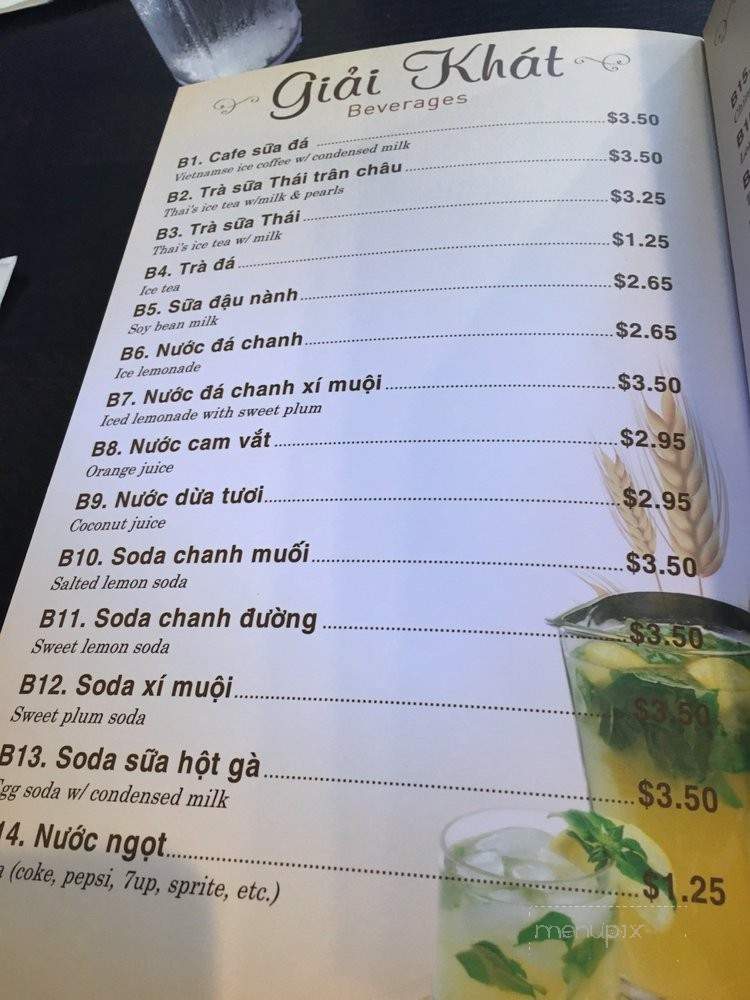 Giải Khát
Beverages
B1. Cafe sữa đá ........ $3.50
Vietnamse ice coffee w/ condensed milk
B2. Trà sữa Thái trân châu ........ $3.50
Thai's ice tea w/milk & pearls
B3. Trà sữa Thái ........ $3.25
Thai's ice tea w/ milk
B4. Trà đá ........ $1.25
Ice tea
B5. Sữa đậu nành ........ $2.65
Soy bean milk
B6. Nước đá chanh ........ $2.65
Ice lemonade
B7. Nước đá chanh xí muội ........ $3.50
Iced lemonade with sweet plum
B8. Nước cam vắt ........ $2.95
Orange juice
B9. Nước dừa tươi ........ $2.95
Coconut juice
B10. Soda chanh muối ........ $3.50
Salted lemon soda
B11. Soda chanh đường ........ $3.50
Sweet lemon soda
B12. Soda xí muội ........ $3.50
Sweet plum soda
B13. Soda sữa hột gà ........ $3.50
Egg soda w/ condensed milk
14. Nước ngọt ........ $1.25
(coke, pepsi, 7up, sprite, etc.)
menupix
B15.